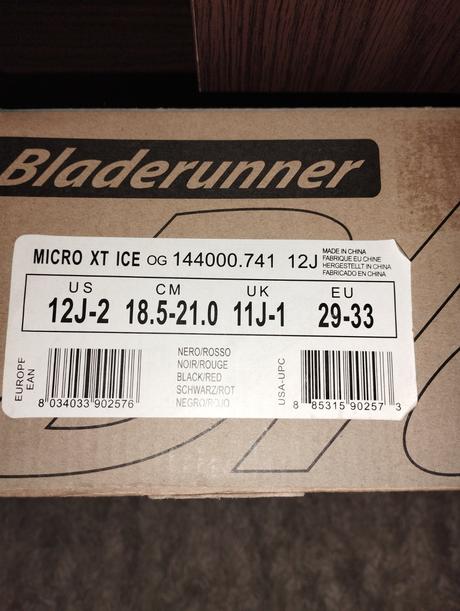 Bladerunner
MICRO XT ICE OG 144000.741 12J
MADE IN CHINA
FABRIQUE EU CHINE
HERGESTELLT IN CHINA
FABRICADO EN CHINA
US CM UK EU
12J-2 18.5-21.0 11J-1 29-33
EUROPE
EAN
8 034033 902576
NERO/ROSSO
NOIR/ROUGE
BLACK/RED
SCHWARZ/ROT
NEGRO/ROJO
USA-UPC
8 85315 90257 3